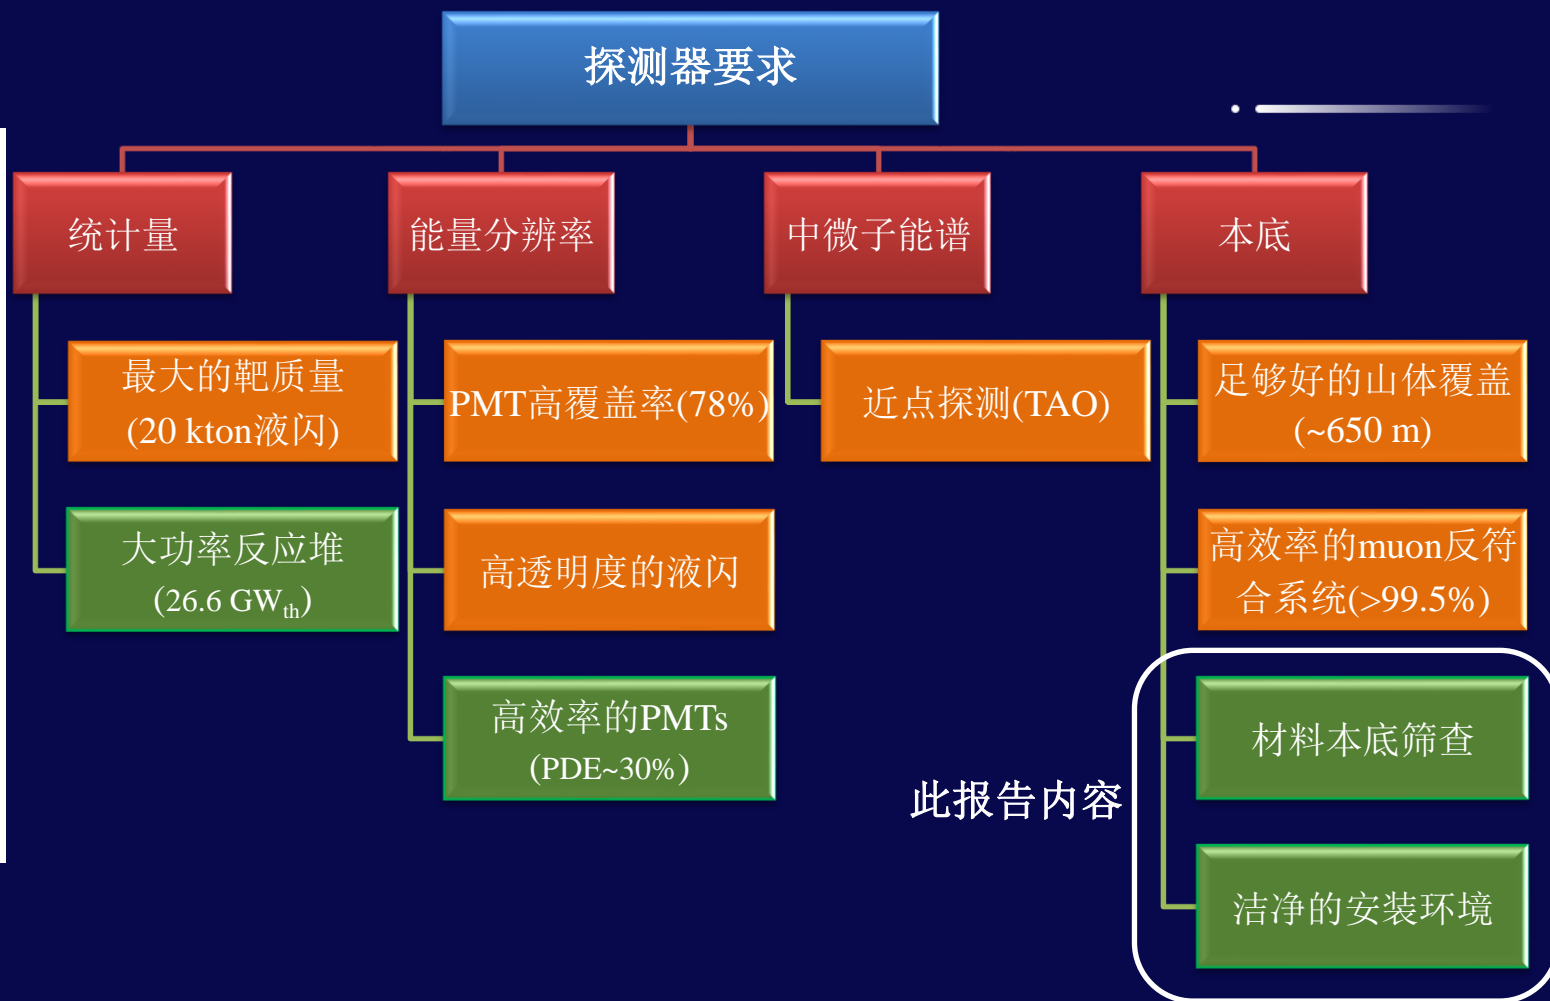 探测器要求
统计量
能量分辨率
中微子能谱
本底
最大的靶质量
(20 kton液闪)
大功率反应堆
(26.6 GWth)
PMT高覆盖率(78%)
高透明度的液闪
高效率的PMTs
(PDE~30%)
近点探测(TAO)
足够好的山体覆盖
(~650 m)
高效率的muon反符
合系统(>99.5%)
材料本底筛查
洁净的安装环境
此报告内容